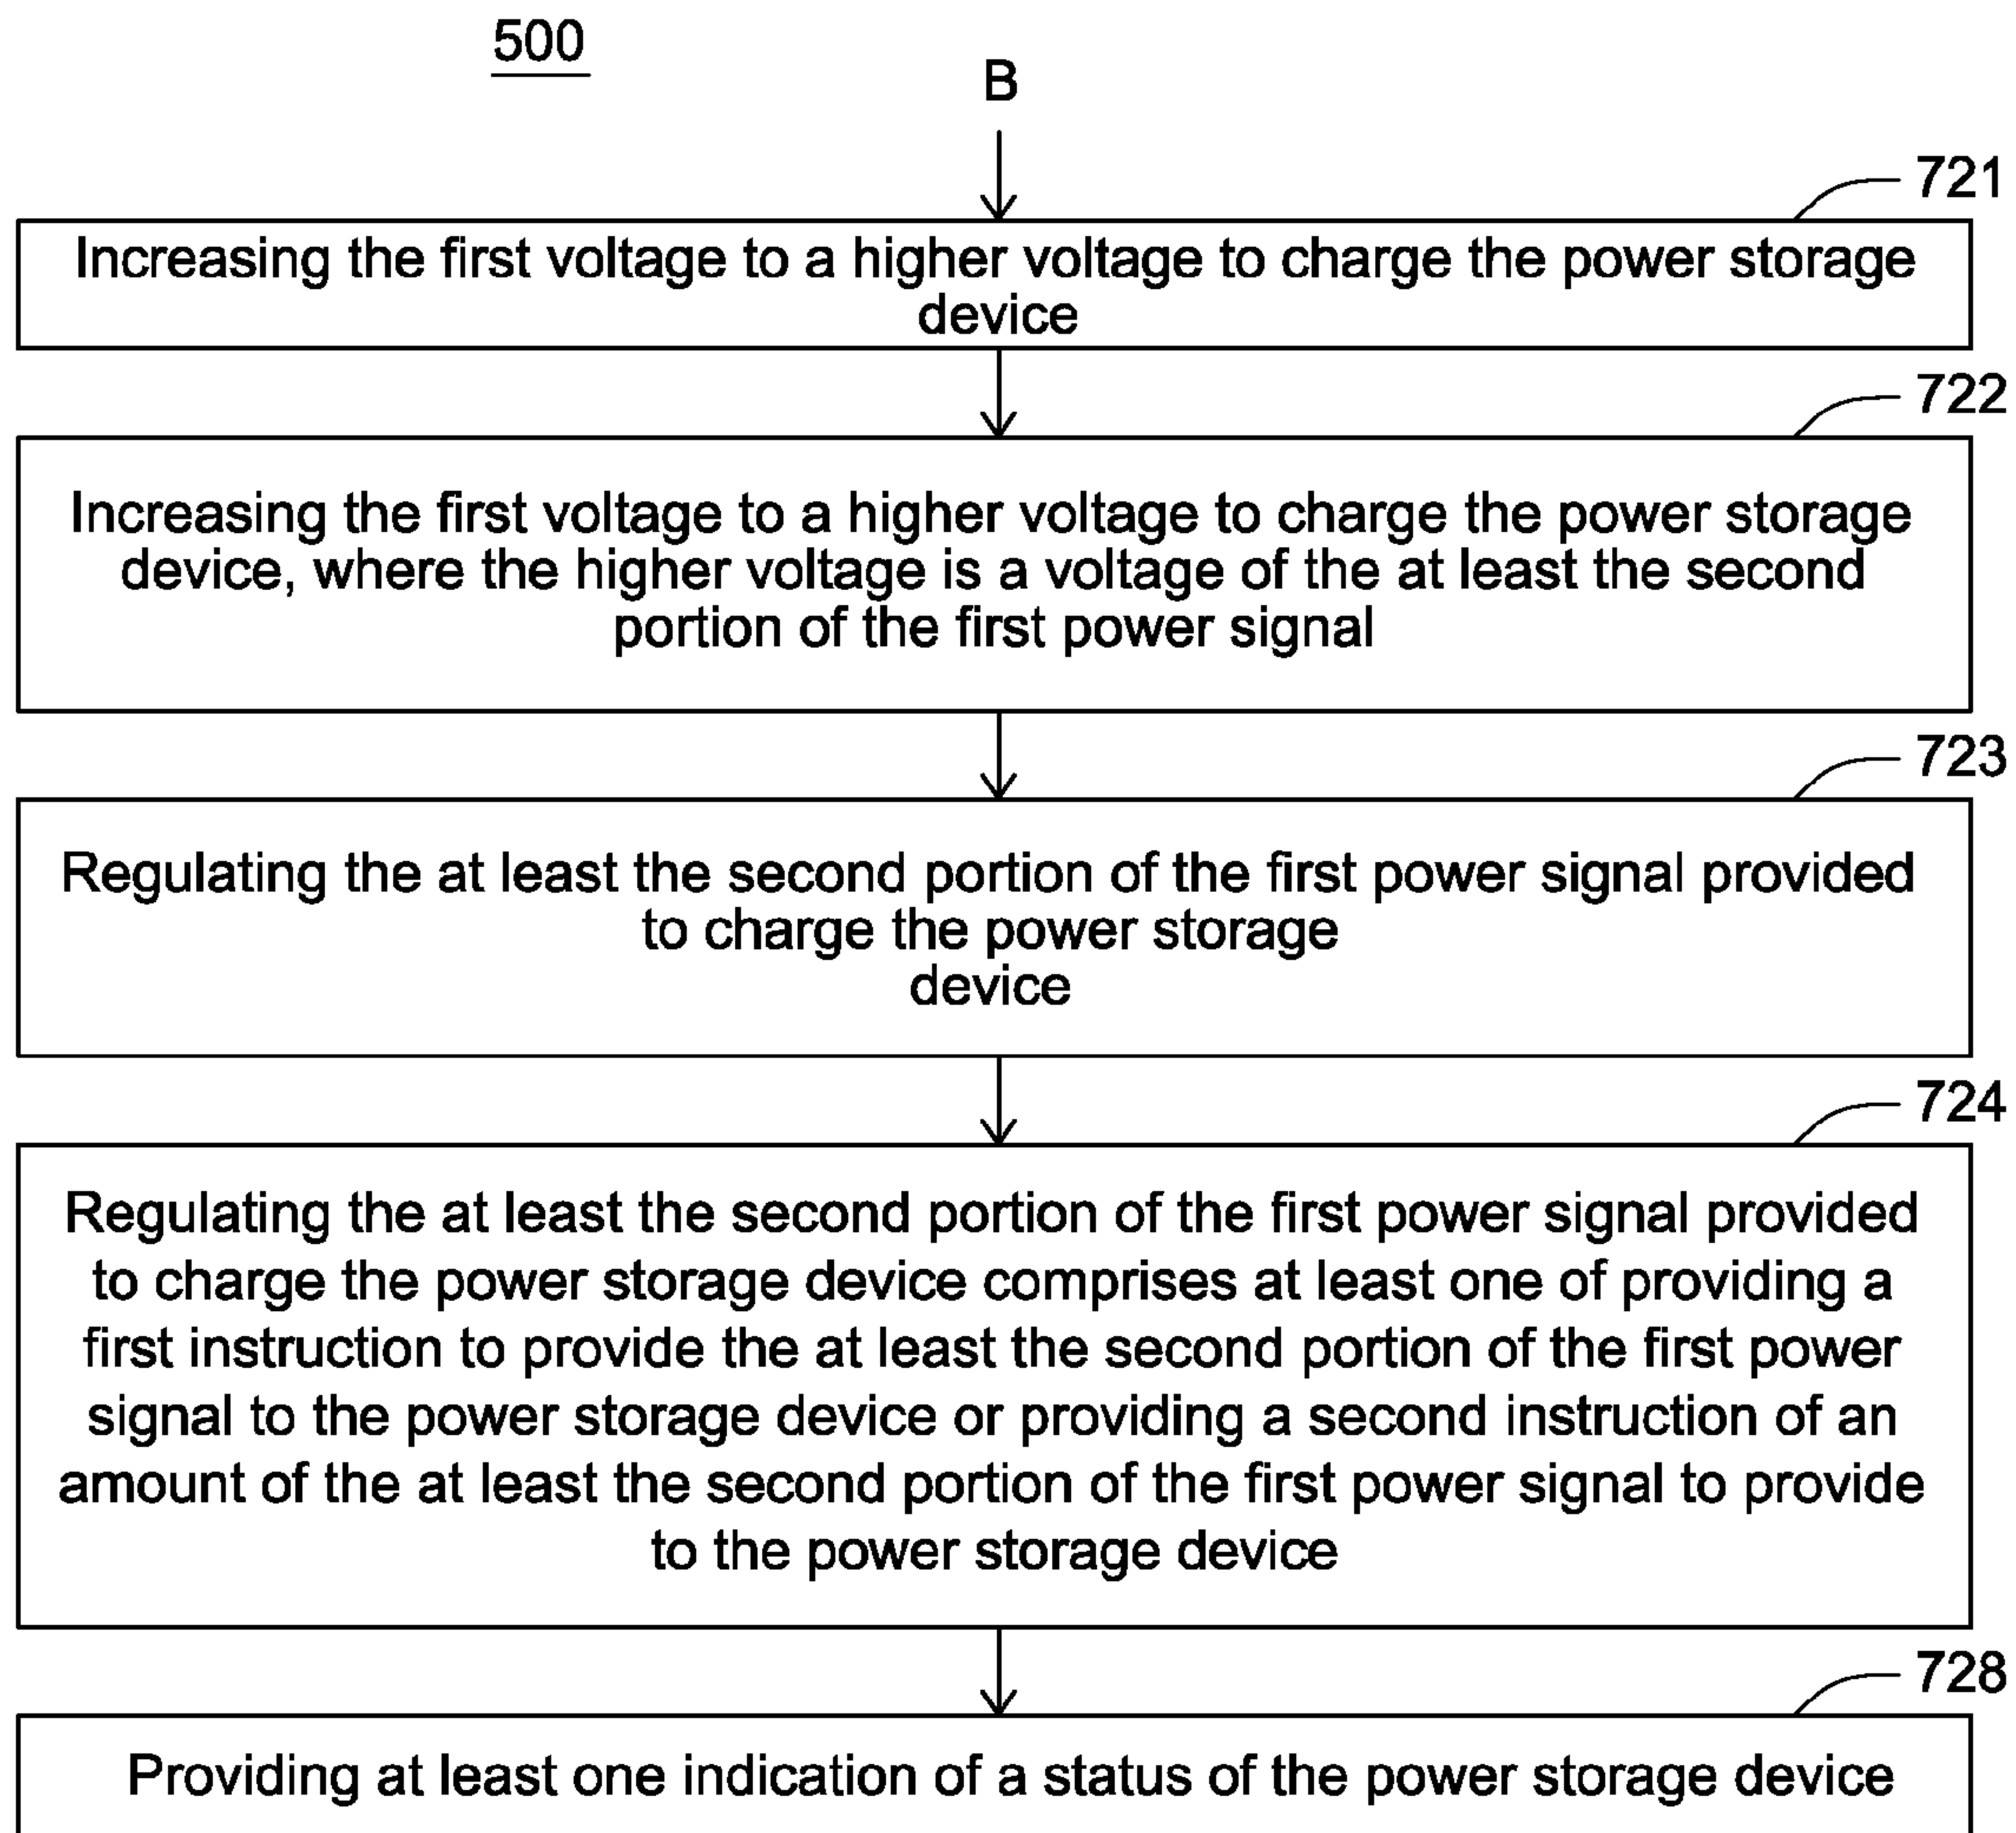 500
B
721
Increasing the first voltage to a higher voltage to charge the power storage
device
722
Increasing the first voltage to a higher voltage to charge the power storage
device, where the higher voltage is a voltage of the at least the second
portion of the first power signal
723
Regulating the at least the second portion of the first power signal provided
to charge the power storage
device
724
Regulating the at least the second portion of the first power signal provided
to charge the power storage device comprises at least one of providing a
first instruction to provide the at least the second portion of the first power
signal to the power storage device or providing a second instruction of an
amount of the at least the second portion of the first power signal to provide
to the power storage device
728
Providing at least one indication of a status of the power storage device